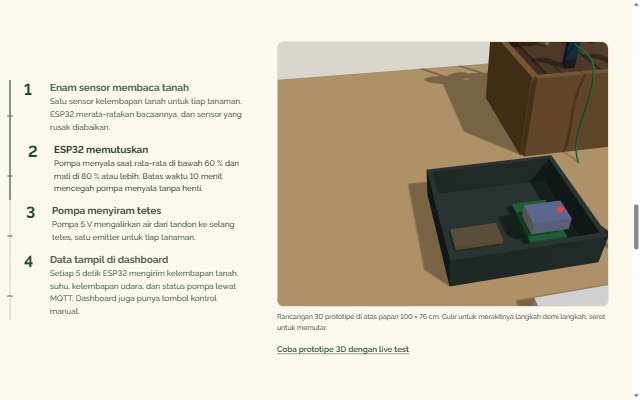 1
Enam sensor membaca tanah
Satu sensor kelembapan tanah untuk tiap tanaman.
ESP32 merata-ratakan bacaannya, dan sensor yang
rusak diabaikan.
2
ESP32 memutuskan
Pompa menyala saat rata-rata di bawah 60 % dan
mati di 80 % atau lebih. Batas waktu 10 menit
mencegah pompa menyala tanpa henti.
3
Pompa menyiram tetes
Pompa 5 V mengalirkan air dari tandon ke selang
tetes, satu emitter untuk tiap tanaman.
4
Data tampil di dashboard
Setiap 5 detik ESP32 mengirim kelembapan tanah,
suhu, kelembapan udara, dan status pompa lewat
MQTT. Dashboard juga punya tombol kontrol
manual.
Rancangan 3D prototipe di atas papan 100 × 76 cm. Gulir untuk merakitnya langkah demi langkah, seret
untuk memutar.
Coba prototipe 3D dengan live test